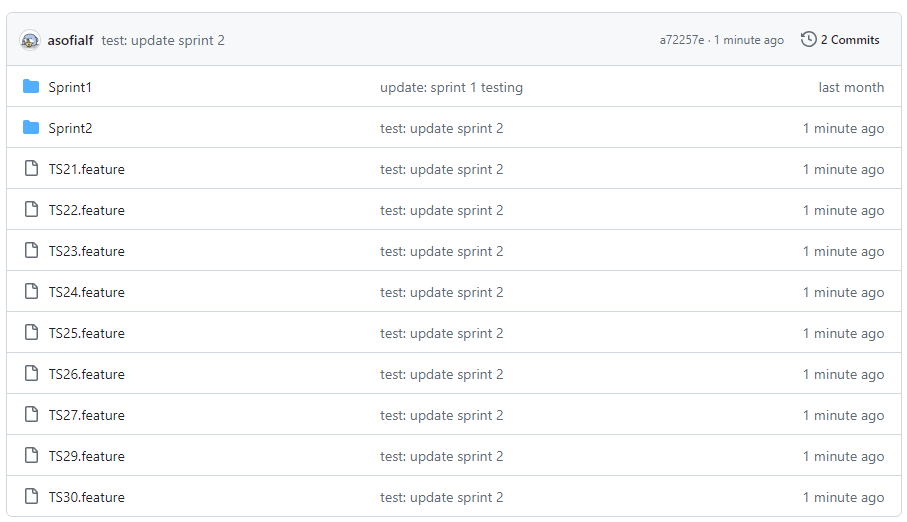 asofialf test: update sprint 2 a72257e · 1 minute ago 2 Commits
Sprint1 update: sprint 1 testing last month
Sprint2 test: update sprint 2 1 minute ago
TS21.feature test: update sprint 2 1 minute ago
TS22.feature test: update sprint 2 1 minute ago
TS23.feature test: update sprint 2 1 minute ago
TS24.feature test: update sprint 2 1 minute ago
TS25.feature test: update sprint 2 1 minute ago
TS26.feature test: update sprint 2 1 minute ago
TS27.feature test: update sprint 2 1 minute ago
TS29.feature test: update sprint 2 1 minute ago
TS30.feature test: update sprint 2 1 minute ago